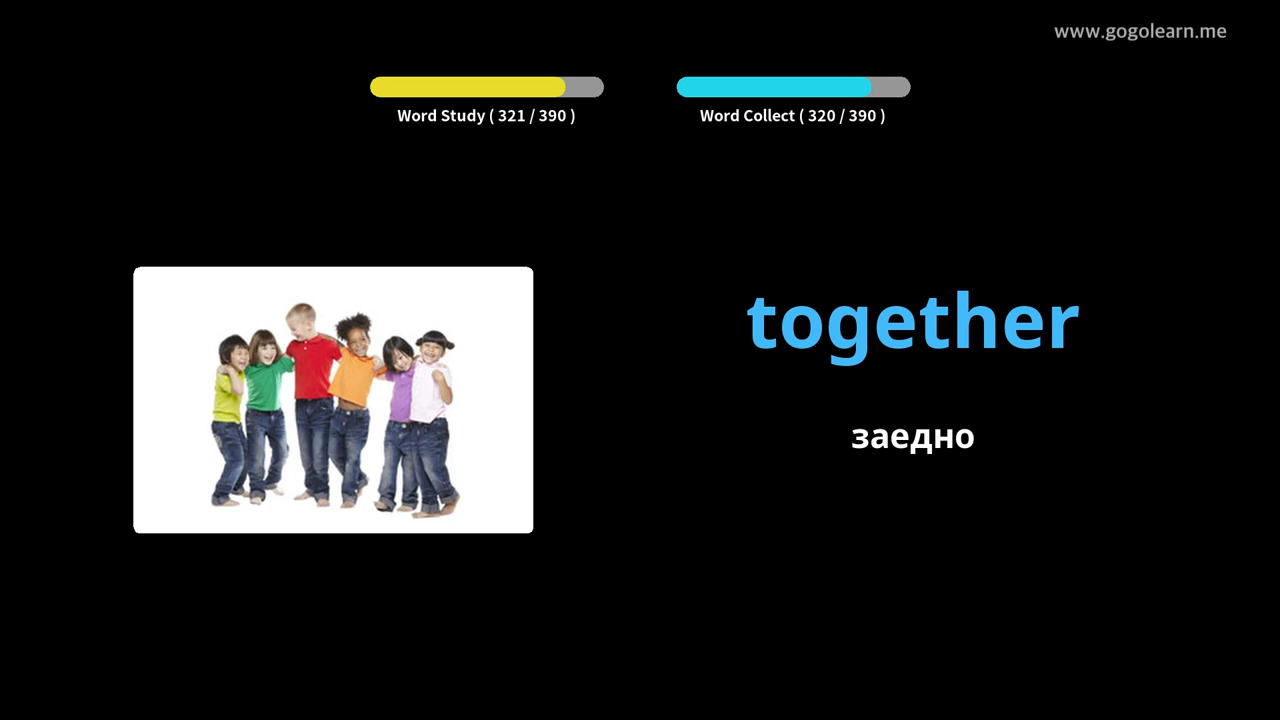 www.gogolearn.me
Word Study ( 321 / 390 )
Word Collect ( 320 / 390 )
together
заедно